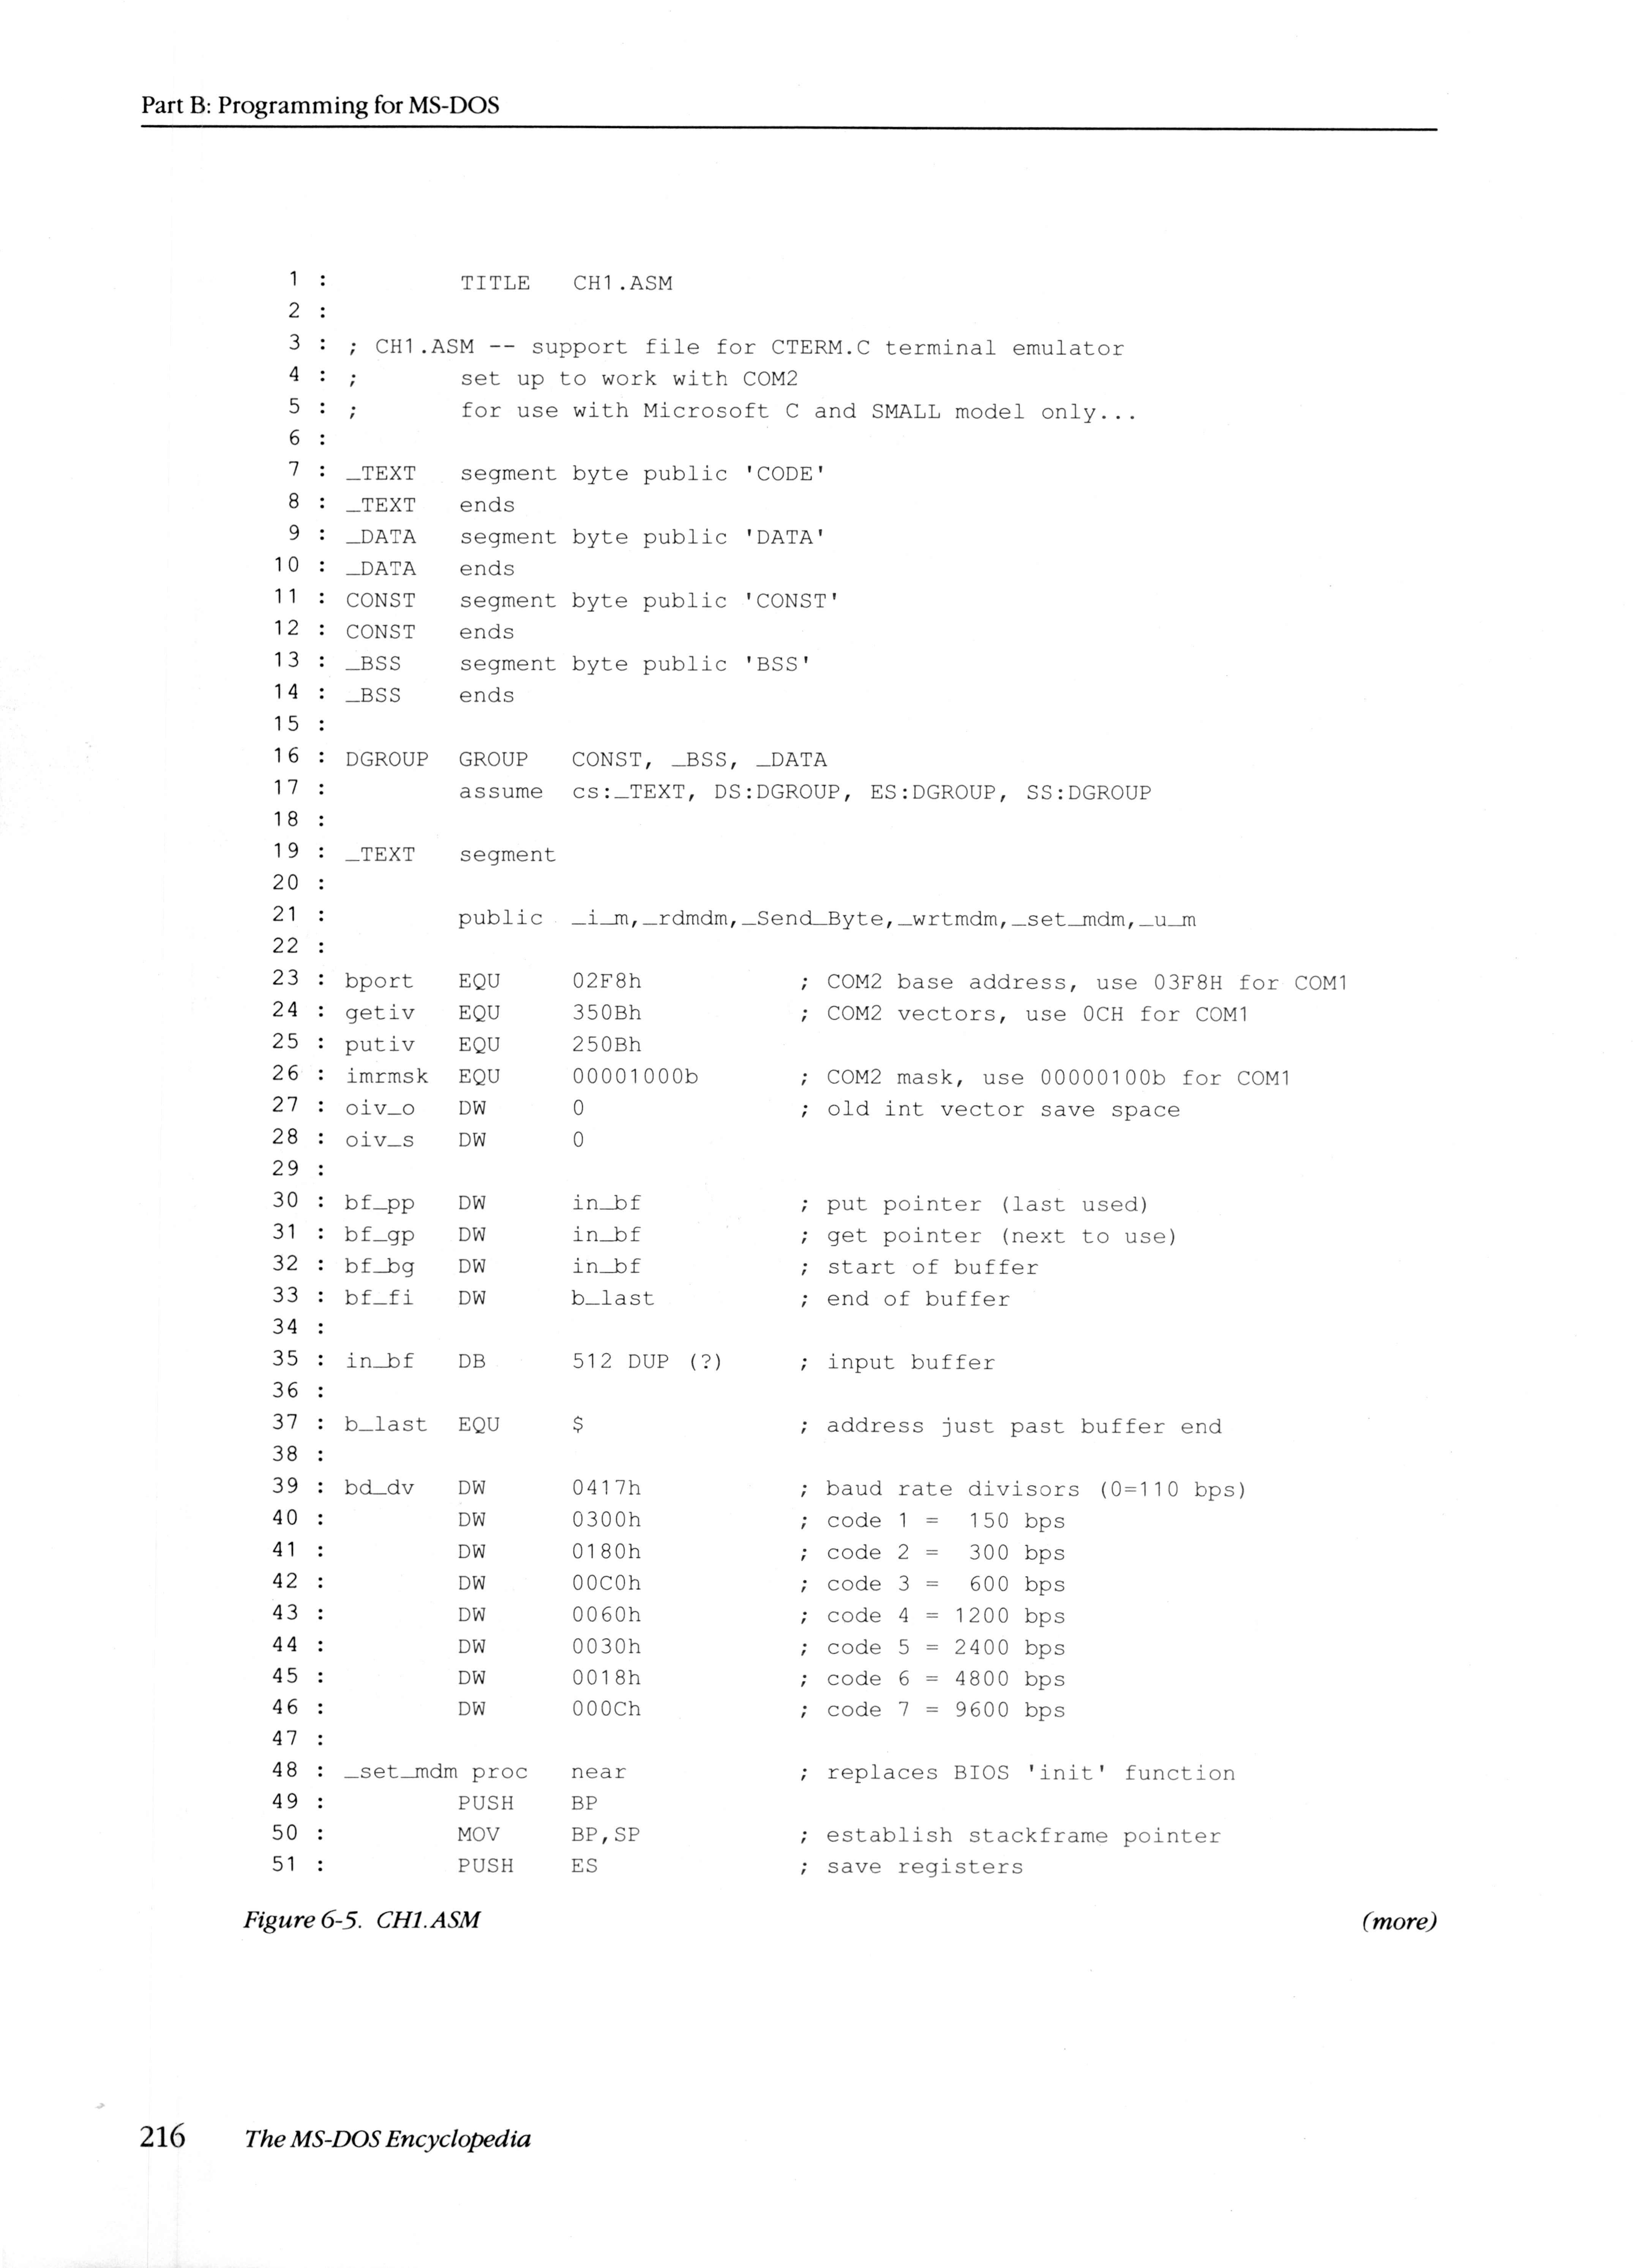 Part B: Programming for MS-DOS
1 :          TITLE   CH1.ASM
2 :
3 : ; CH1.ASM -- support file for CTERM.C terminal emulator
4 : ;       set up to work with COM2
5 : ;       for use with Microsoft C and SMALL model only...
6 :
7 : _TEXT   segment byte public 'CODE'
8 : _TEXT   ends
9 : _DATA   segment byte public 'DATA'
10 : _DATA   ends
11 : CONST   segment byte public 'CONST'
12 : CONST   ends
13 : _BSS    segment byte public 'BSS'
14 : _BSS    ends
15 :
16 : DGROUP  GROUP   CONST, _BSS, _DATA
17 :         assume  cs:_TEXT, DS:DGROUP, ES:DGROUP, SS:DGROUP
18 :
19 : _TEXT   segment
20 :
21 :         public  _i_m,_rdmdm,_Send_Byte,_wrtmdm,_set_mdm,_u_m
22 :
23 : bport   EQU     02F8h           ; COM2 base address, use 03F8H for COM1
24 : getiv   EQU     350Bh           ; COM2 vectors, use 0CH for COM1
25 : putiv   EQU     250Bh
26 : imrmsk  EQU     00001000b       ; COM2 mask, use 00000100b for COM1
27 : oiv_o   DW      0               ; old int vector save space
28 : oiv_s   DW      0
29 :
30 : bf_pp   DW      in_bf           ; put pointer (last used)
31 : bf_gp   DW      in_bf           ; get pointer (next to use)
32 : bf_bg   DW      in_bf           ; start of buffer
33 : bf_fi   DW      b_last          ; end of buffer
34 :
35 : in_bf   DB      512 DUP (?)     ; input buffer
36 :
37 : b_last  EQU     $               ; address just past buffer end
38 :
39 : bd_dv   DW      0417h           ; baud rate divisors (0=110 bps)
40 :         DW      0300h           ; code 1 =  150 bps
41 :         DW      0180h           ; code 2 =  300 bps
42 :         DW      00C0h           ; code 3 =  600 bps
43 :         DW      0060h           ; code 4 = 1200 bps
44 :         DW      0030h           ; code 5 = 2400 bps
45 :         DW      0018h           ; code 6 = 4800 bps
46 :         DW      000Ch           ; code 7 = 9600 bps
47 :
48 : _set_mdm proc   near            ; replaces BIOS 'init' function
49 :         PUSH    BP
50 :         MOV     BP,SP           ; establish stackframe pointer
51 :         PUSH    ES              ; save registers
Figure 6-5. CH1.ASM (more)
216 The MS-DOS Encyclopedia